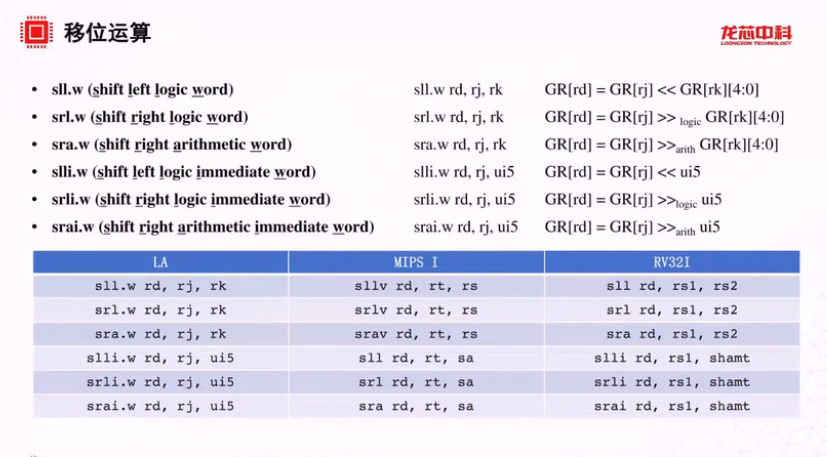 移位运算
龙芯中科
LOONGSON TECHNOLOGY
• sll.w (shift left logic word) sll.w rd, rj, rk GR[rd] = GR[rj] << GR[rk][4:0]
• srl.w (shift right logic word) srl.w rd, rj, rk GR[rd] = GR[rj] >> logic GR[rk][4:0]
• sra.w (shift right arithmetic word) sra.w rd, rj, rk GR[rd] = GR[rj] >>arith GR[rk][4:0]
• slli.w (shift left logic immediate word) slli.w rd, rj, ui5 GR[rd] = GR[rj] << ui5
• srli.w (shift right logic immediate word) srli.w rd, rj, ui5 GR[rd] = GR[rj] >>logic ui5
• srai.w (shift right arithmetic immediate word) srai.w rd, rj, ui5 GR[rd] = GR[rj] >>arith ui5
LA MIPS I RV32I
sll.w rd, rj, rk sllv rd, rt, rs sll rd, rs1, rs2
srl.w rd, rj, rk srlv rd, rt, rs srl rd, rs1, rs2
sra.w rd, rj, rk srav rd, rt, rs sra rd, rs1, rs2
slli.w rd, rj, ui5 sll rd, rt, sa slli rd, rs1, shamt
srli.w rd, rj, ui5 srl rd, rt, sa srli rd, rs1, shamt
srai.w rd, rj, ui5 sra rd, rt, sa srai rd, rs1, shamt